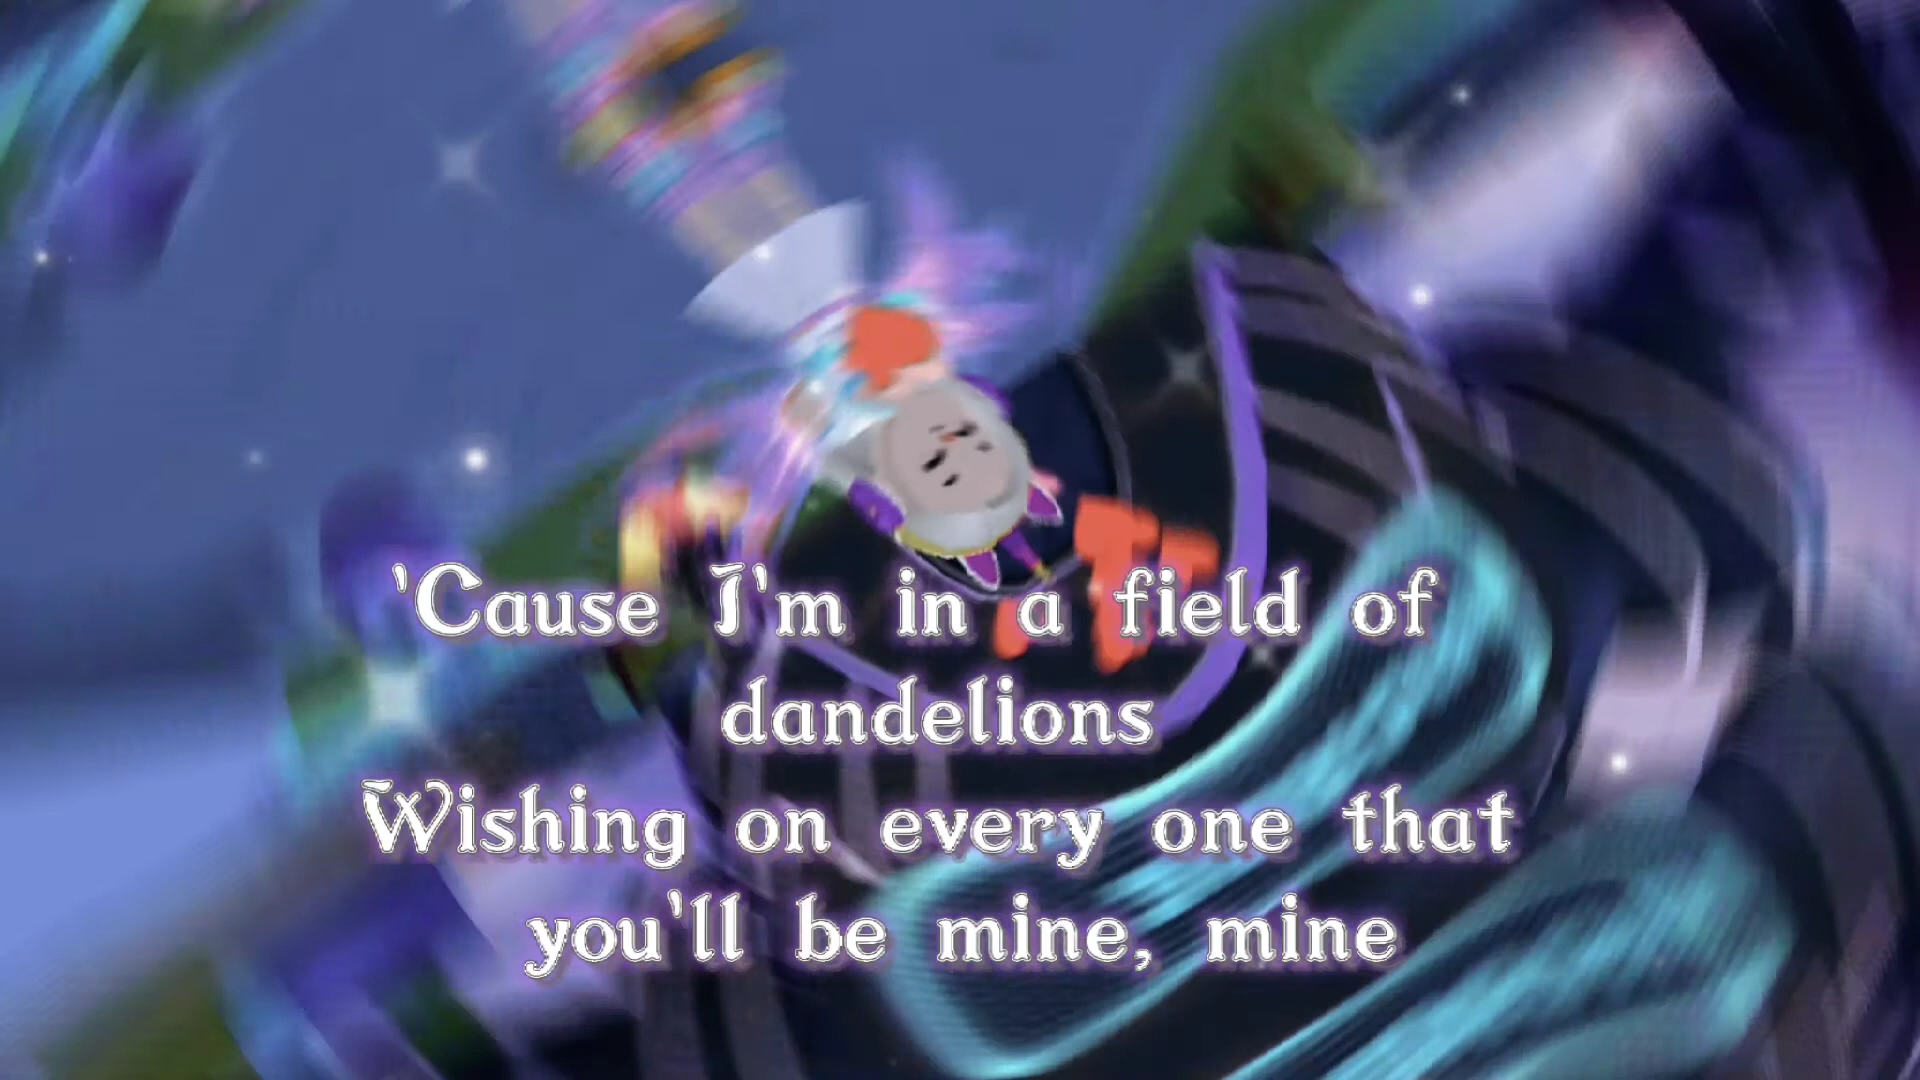 'Cause I'm in a field of
dandelions
Wishing on every one that
you'll be mine, mine